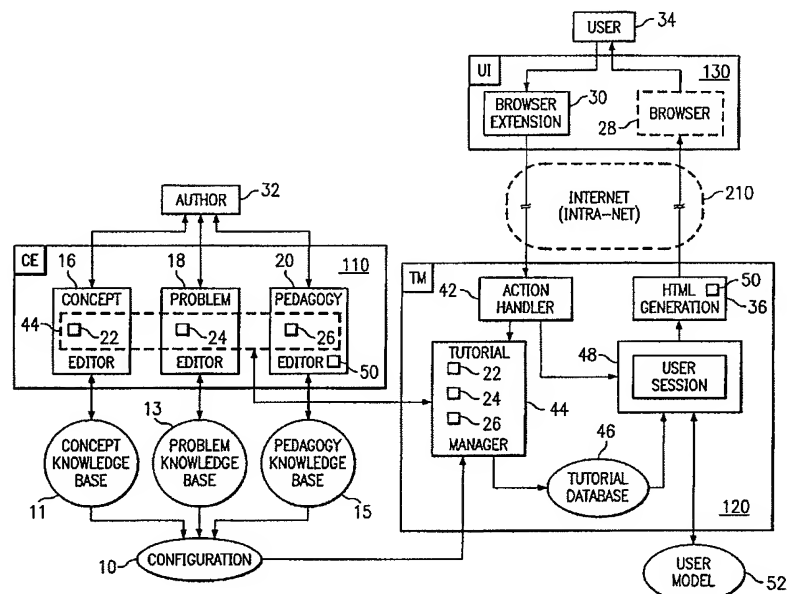 USER
34
UI
130
BROWSER
EXTENSION
30
28
BROWSER
INTERNET
(INTRA-NET)
210
AUTHOR
32
CE
16
18
20
110
CONCEPT
PROBLEM
PEDAGOGY
44
22
24
26
EDITOR
EDITOR
EDITOR
50
TM
42
ACTION
HANDLER
HTML
50
GENERATION
36
TUTORIAL
22
24
26
MANAGER
44
48
USER
SESSION
46
TUTORIAL
DATABASE
120
CONCEPT
KNOWLEDGE
BASE
11
13
PROBLEM
KNOWLEDGE
BASE
PEDAGOGY
KNOWLEDGE
BASE
15
10
CONFIGURATION
USER
MODEL
52